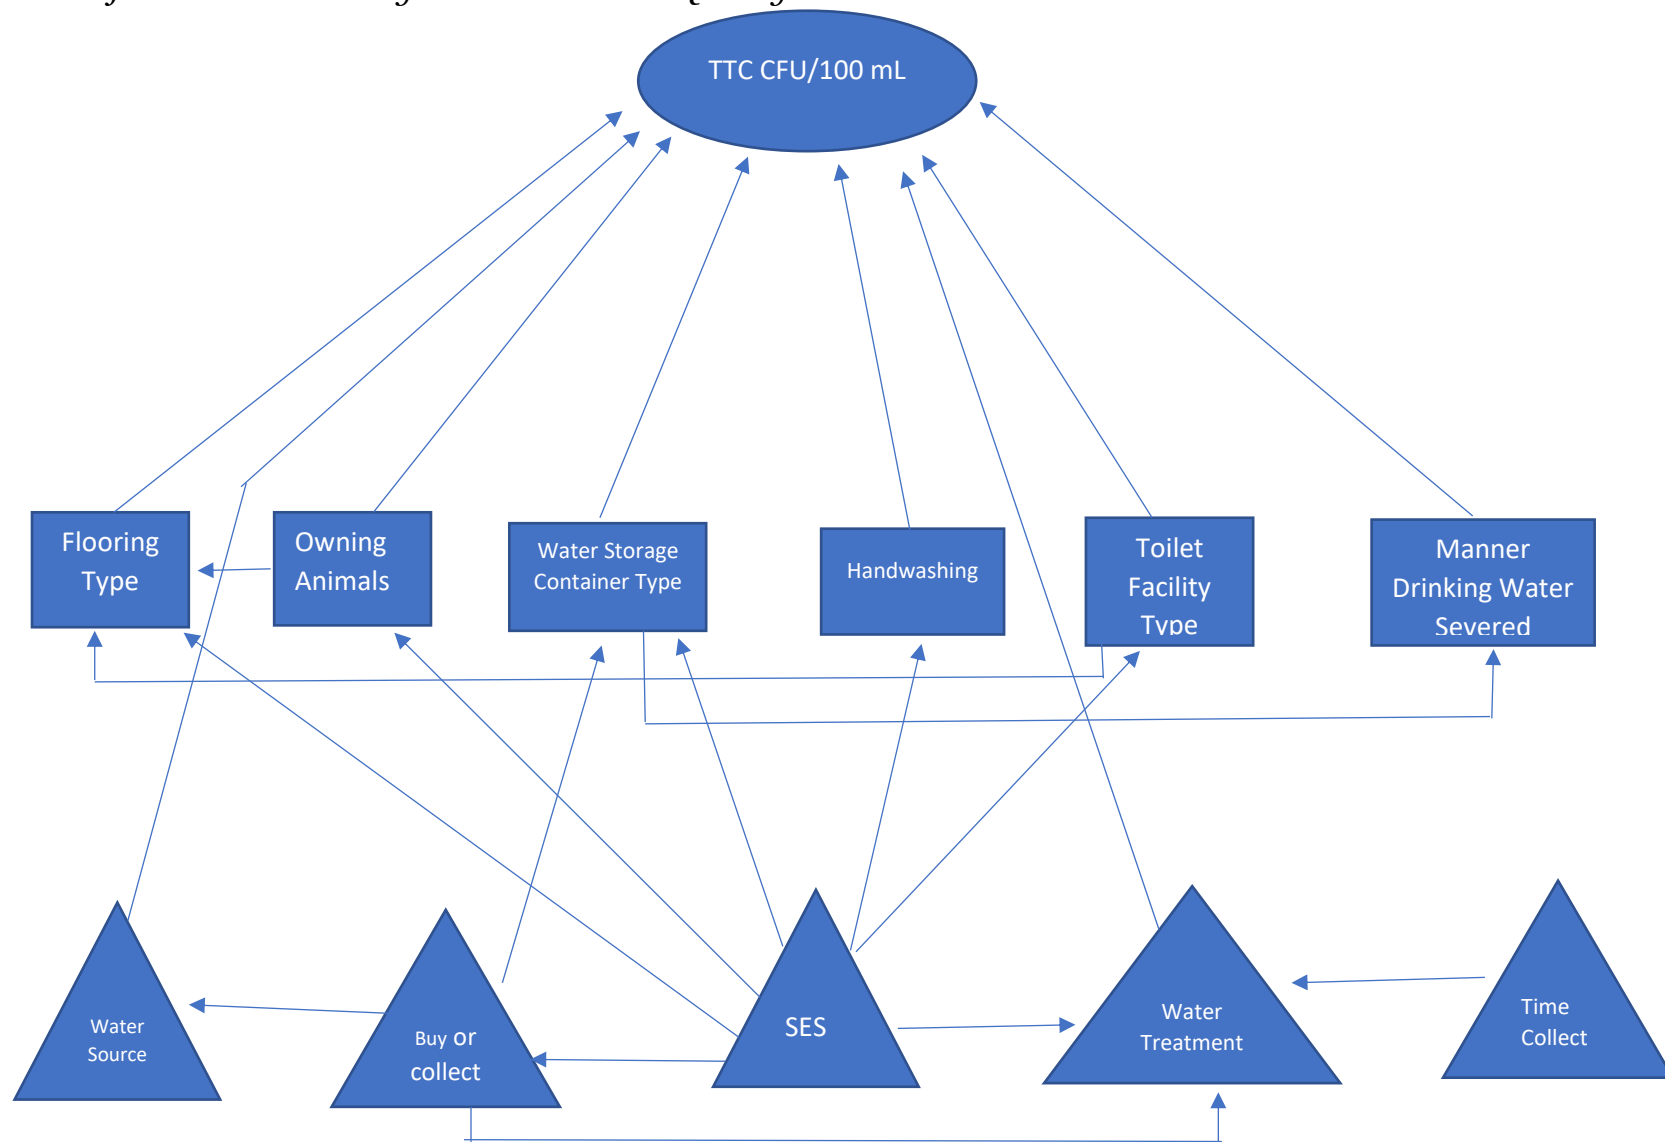 TTC CFU/100 mL
Flooring
Type
Owning
Animals
Water Storage
Container Type
Handwashing
Toilet
Facility
Type
Manner
Drinking Water
Severed
Water
Source
Buy or
collect
SES
Water
Treatment
Time
Collect